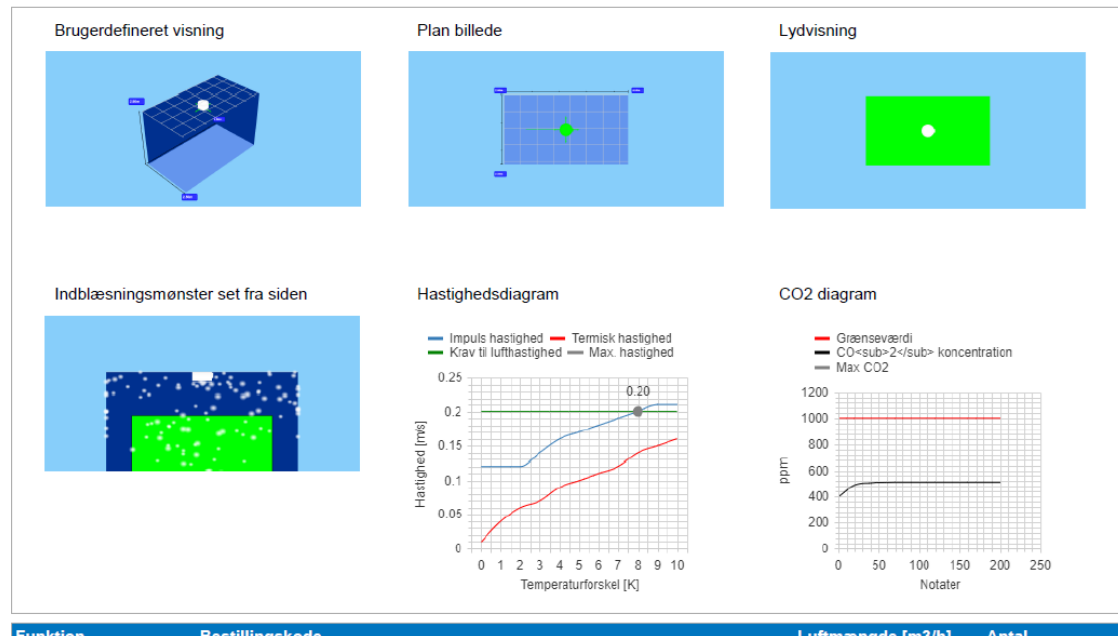 Brugerdefineret visning
Plan billede
Lydvisning
Indblæsningsmønster set fra siden
Hastighedsdiagram
Impuls hastighed
Termisk hastighed
Krav til lufthastighed
Max. hastighed
0.25
0.2
0.15
0.1
0.05
0
0.20
Hastighed [m/s]
0 1 2 3 4 5 6 7 8 9 10
Temperaturforskel [K]
CO2 diagram
Grænseværdi
CO<sub>2</sub> koncentration
Max CO2
1200
1000
800
600
400
200
0
ppm
0 50 100 150 200 250
Notater
Funktion Bestillingskode Luftmængde [m3/h] Antal